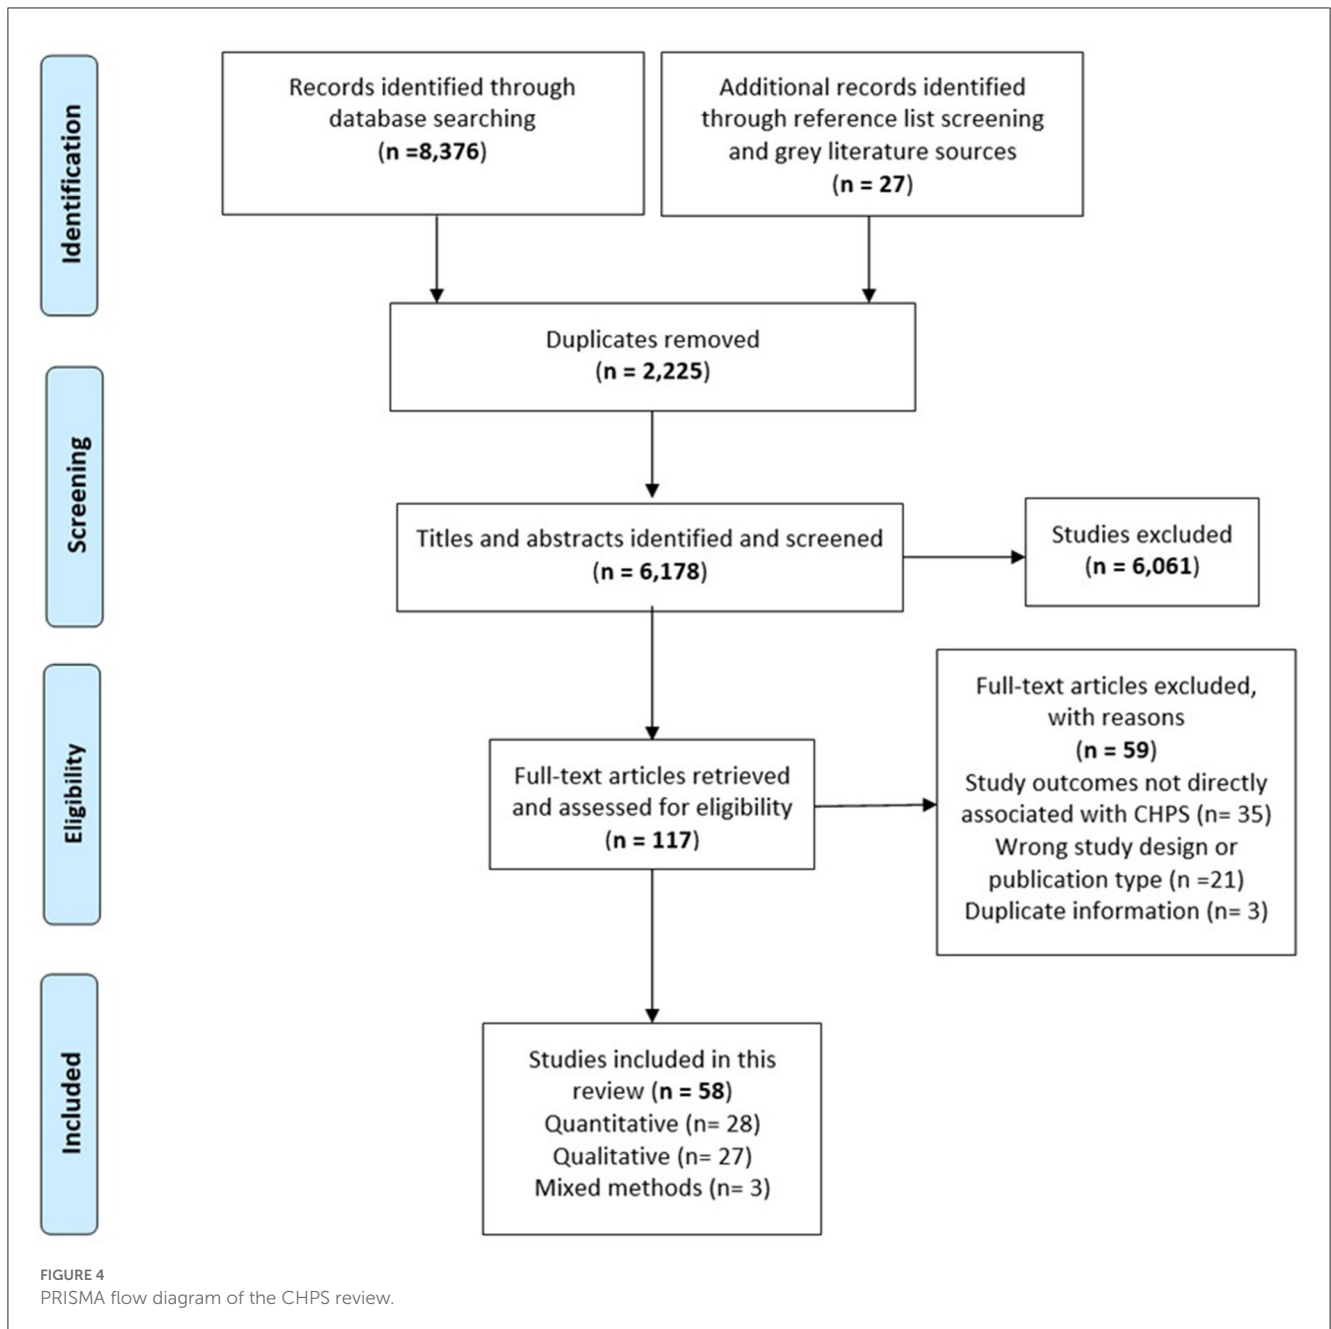 Identification
Records identified through
database searching
(n =8,376)
Additional records identified
through reference list screening
and grey literature sources
(n = 27)
Duplicates removed
(n = 2,225)
Screening
Titles and abstracts identified and screened
(n = 6,178)
Studies excluded
(n = 6,061)
Eligibility
Full-text articles retrieved
and assessed for eligibility
(n = 117)
Full-text articles excluded,
with reasons
(n = 59)
Study outcomes not directly
associated with CHPS (n= 35)
Wrong study design or
publication type (n =21)
Duplicate information (n= 3)
Included
Studies included in this
review (n = 58)
Quantitative (n= 28)
Qualitative (n= 27)
Mixed methods (n= 3)
FIGURE 4
PRISMA flow diagram of the CHPS review.